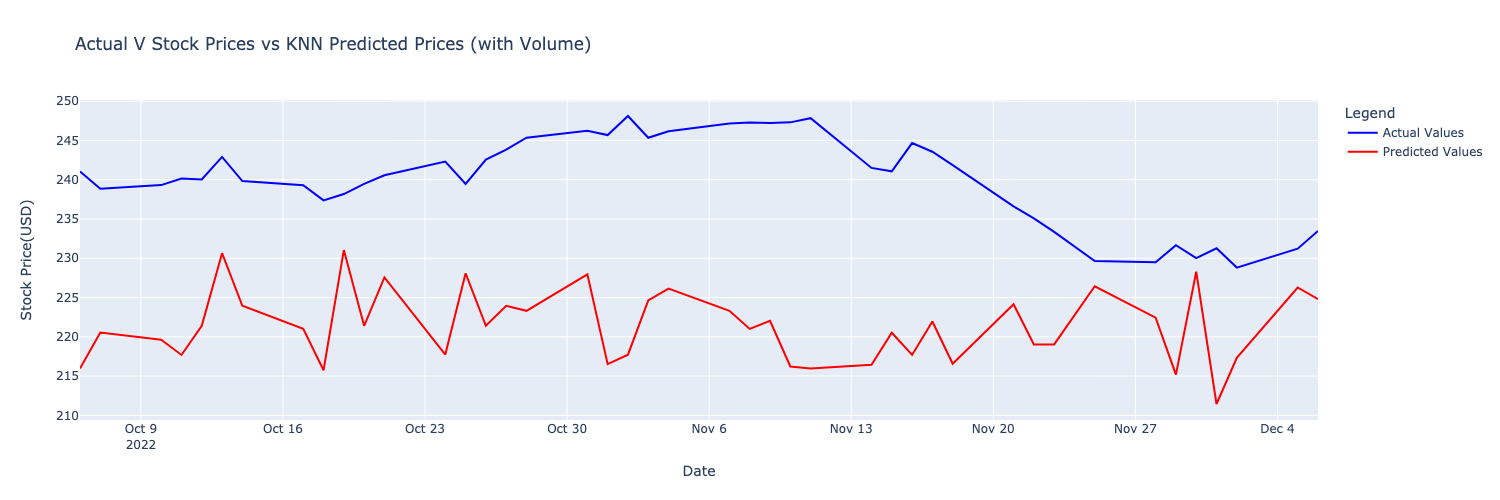 Actual V Stock Prices vs KNN Predicted Prices (with Volume)
Legend
Actual Values
Predicted Values
Stock Price(USD)
250
245
240
235
230
225
220
215
210
Oct 9 Oct 16 Oct 23 Oct 30 Nov 6 Nov 13 Nov 20 Nov 27 Dec 4
2022
Date